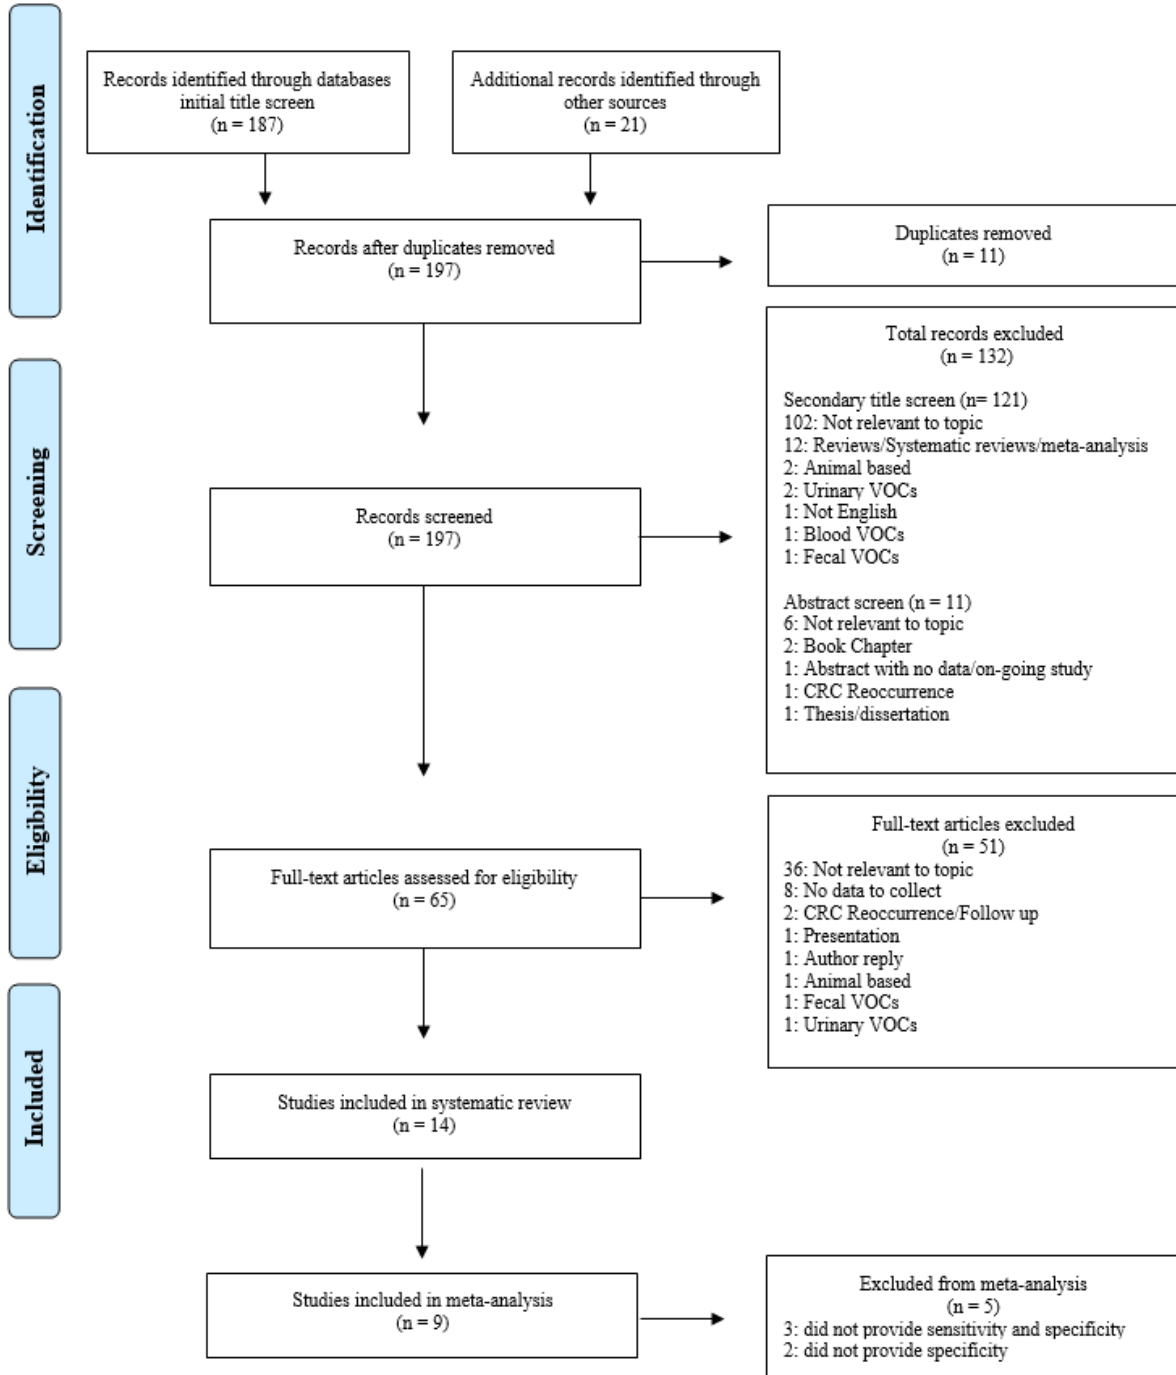 Identification
Records identified through databases
initial title screen
(n = 187)
Additional records identified through
other sources
(n = 21)
Records after duplicates removed
(n = 197)
Duplicates removed
(n = 11)
Screening
Records screened
(n = 197)
Total records excluded
(n = 132)
Secondary title screen (n= 121)
102: Not relevant to topic
12: Reviews/Systematic reviews/meta-analysis
2: Animal based
2: Urinary VOCs
1: Not English
1: Blood VOCs
1: Fecal VOCs
Abstract screen (n = 11)
6: Not relevant to topic
2: Book Chapter
1: Abstract with no data/on-going study
1: CRC Reoccurrence
1: Thesis/dissertation
Eligibility
Full-text articles assessed for eligibility
(n = 65)
Full-text articles excluded
(n = 51)
36: Not relevant to topic
8: No data to collect
2: CRC Reoccurrence/Follow up
1: Presentation
1: Author reply
1: Animal based
1: Fecal VOCs
1: Urinary VOCs
Included
Studies included in systematic review
(n = 14)
Studies included in meta-analysis
(n = 9)
Excluded from meta-analysis
(n = 5)
3: did not provide sensitivity and specificity
2: did not provide specificity